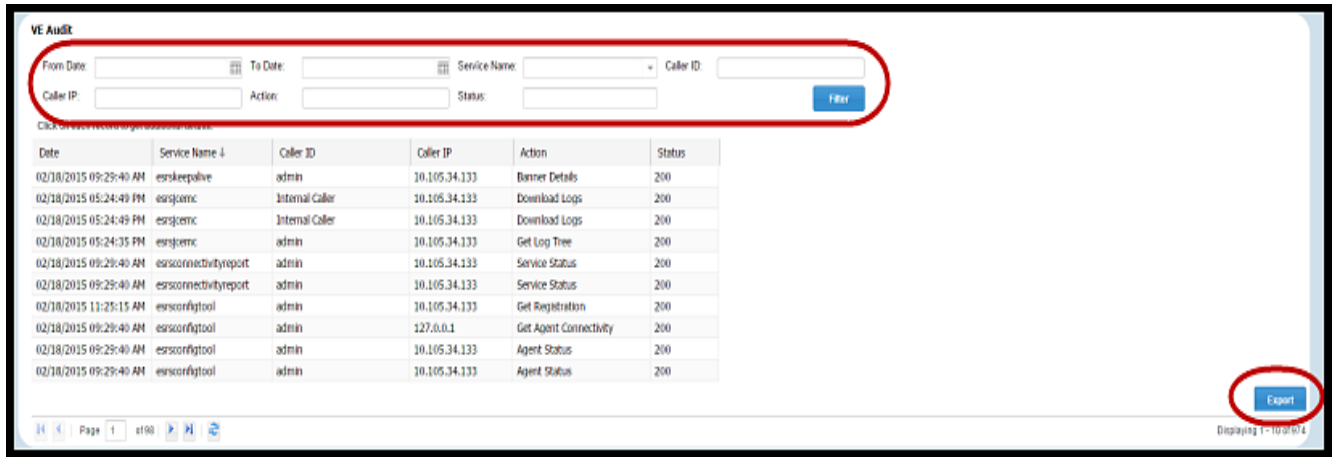 VE Audit
From Date: To Date: Service Name: Caller ID:
Caller IP: Action: Status: Filter
Click on each record to get additional details.
Date Service Name ↓ Caller ID Caller IP Action Status
02/18/2015 09:29:40 AM esrskeepalive admin 10.105.34.133 Banner Details 200
02/18/2015 05:24:49 PM esrsjcemc Internal Caller 10.105.34.133 Download Logs 200
02/18/2015 05:24:49 PM esrsjcemc Internal Caller 10.105.34.133 Download Logs 200
02/18/2015 05:24:35 PM esrsjcemc admin 10.105.34.133 Get Log Tree 200
02/18/2015 09:29:40 AM esrsconnectivityreport admin 10.105.34.133 Service Status 200
02/18/2015 09:29:40 AM esrsconnectivityreport admin 10.105.34.133 Service Status 200
02/18/2015 11:25:15 AM esrsconfigtool admin 10.105.34.133 Get Registration 200
02/18/2015 09:29:40 AM esrsconfigtool admin 127.0.0.1 Get Agent Connectivity 200
02/18/2015 09:29:40 AM esrsconfigtool admin 10.105.34.133 Agent Status 200
02/18/2015 09:29:40 AM esrsconfigtool admin 10.105.34.133 Agent Status 200
Export
Page 1 of 98 Displaying 1 - 10 of 974